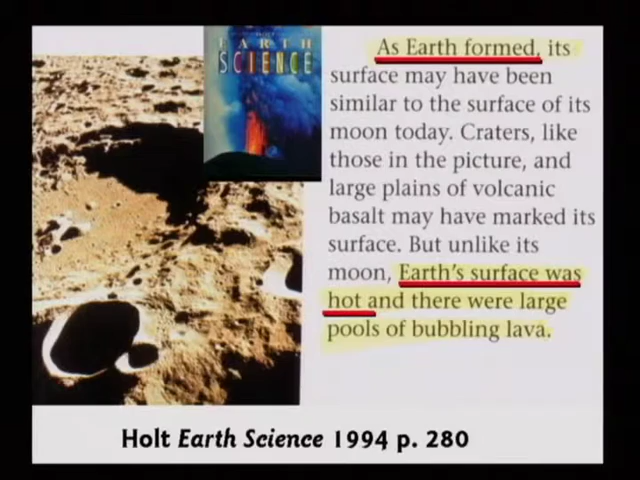 EARTH
SCIENCE
As Earth formed, its
surface may have been
similar to the surface of its
moon today. Craters, like
those in the picture, and
large plains of volcanic
basalt may have marked its
surface. But unlike its
moon, Earth's surface was
hot and there were large
pools of bubbling lava.
Holt Earth Science 1994 p. 280